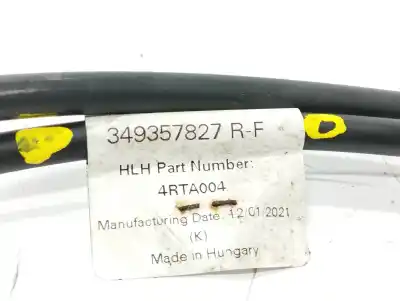 349357827 R-F
HLH Part Number:
4RTA004
Manufacturing Date: 12/01/2021
(K)
Made in Hungary